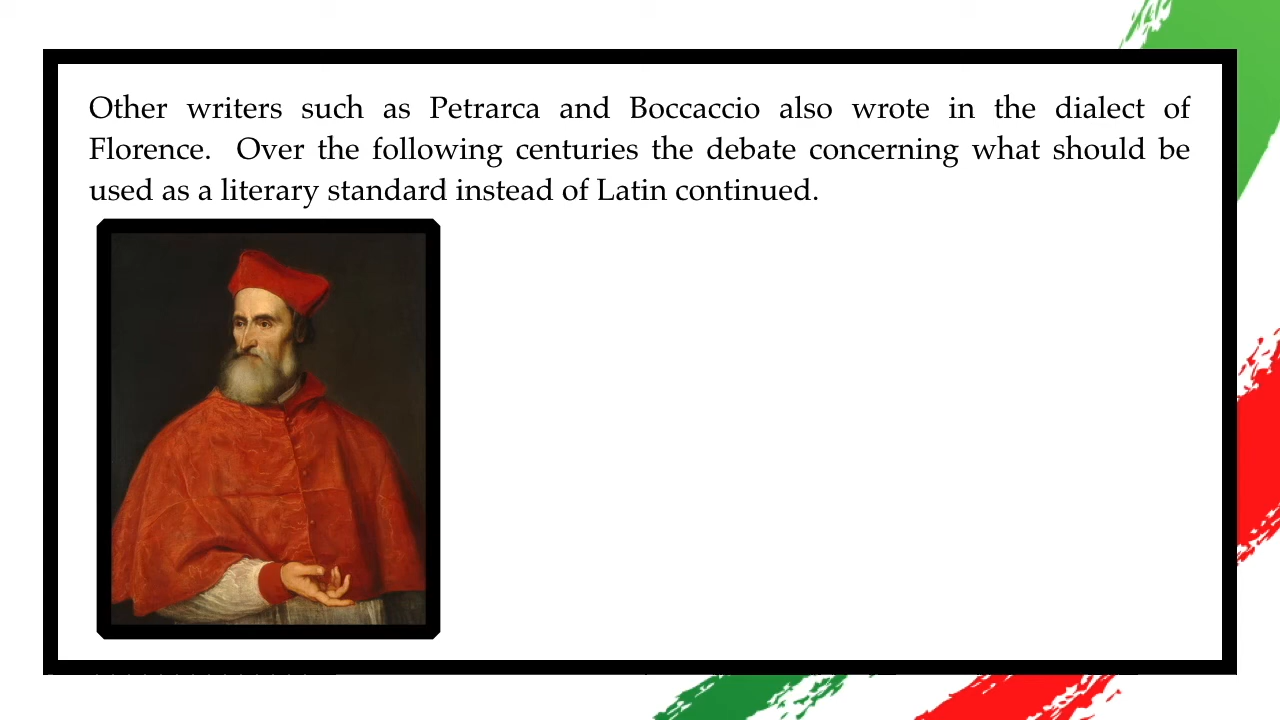 Other writers such as Petrarca and Boccaccio also wrote in the dialect of
Florence.  Over the following centuries the debate concerning what should be
used as a literary standard instead of Latin continued.